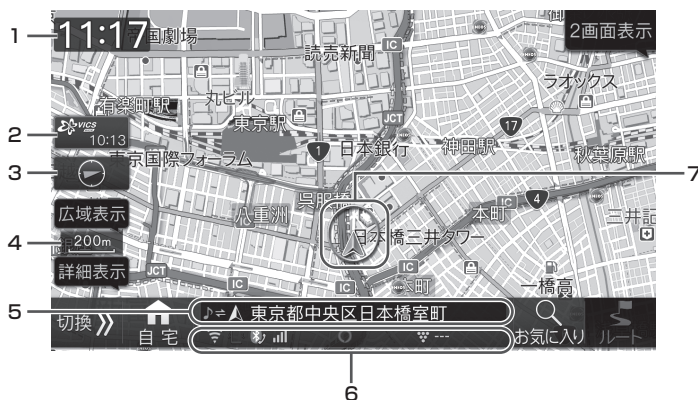 1
11:17
帝国劇場
読売新聞
IC
2画面表示
ラオックス
有楽町駅
丸ビル
JCT
17
2
VICS
10:13
東京駅
1
日本銀行
神田駅
秋葉原駅
3
東京国際フォーラム
7
呉服橋
広域表示
八重洲
本町
IC
4
三井記
4
200m
日本橋三井タワー
詳細表示
JCT
IC
IC
IC
一橋高
5
切換
自宅
東京都中央区日本橋室町
お気に入り
ルート
---
6